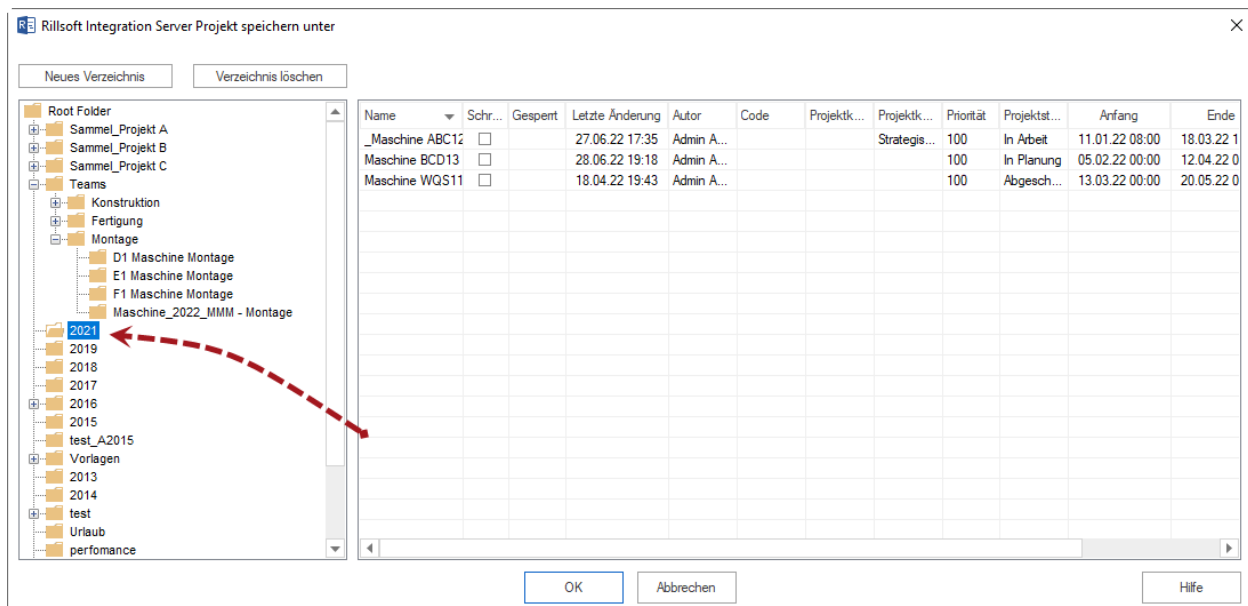 Rillsoft Integration Server Projekt speichern unter
Neues Verzeichnis Verzeichnis löschen
Root Folder
Sammel_Projekt A
Sammel_Projekt B
Sammel_Projekt C
Teams
Konstruktion
Fertigung
Montage
D1 Maschine Montage
E1 Maschine Montage
F1 Maschine Montage
Maschine_2022_MMM - Montage
2021
2019
2018
2017
2016
2015
test_A2015
Vorlagen
2013
2014
test
Urlaub
perfomance
Name Schr... Gesperrt Letzte Änderung Autor Code Projektk... Projektk... Priorität Projektst... Anfang Ende
_Maschine ABC12 27.06.22 17:35 Admin A... Strategis... 100 In Arbeit 11.01.22 08:00 18.03.22 1
Maschine BCD13 28.06.22 19:18 Admin A... 100 In Planung 05.02.22 00:00 12.04.22 0
Maschine WQS11 18.04.22 19:43 Admin A... 100 Abgesch... 13.03.22 00:00 20.05.22 0
OK Abbrechen Hilfe